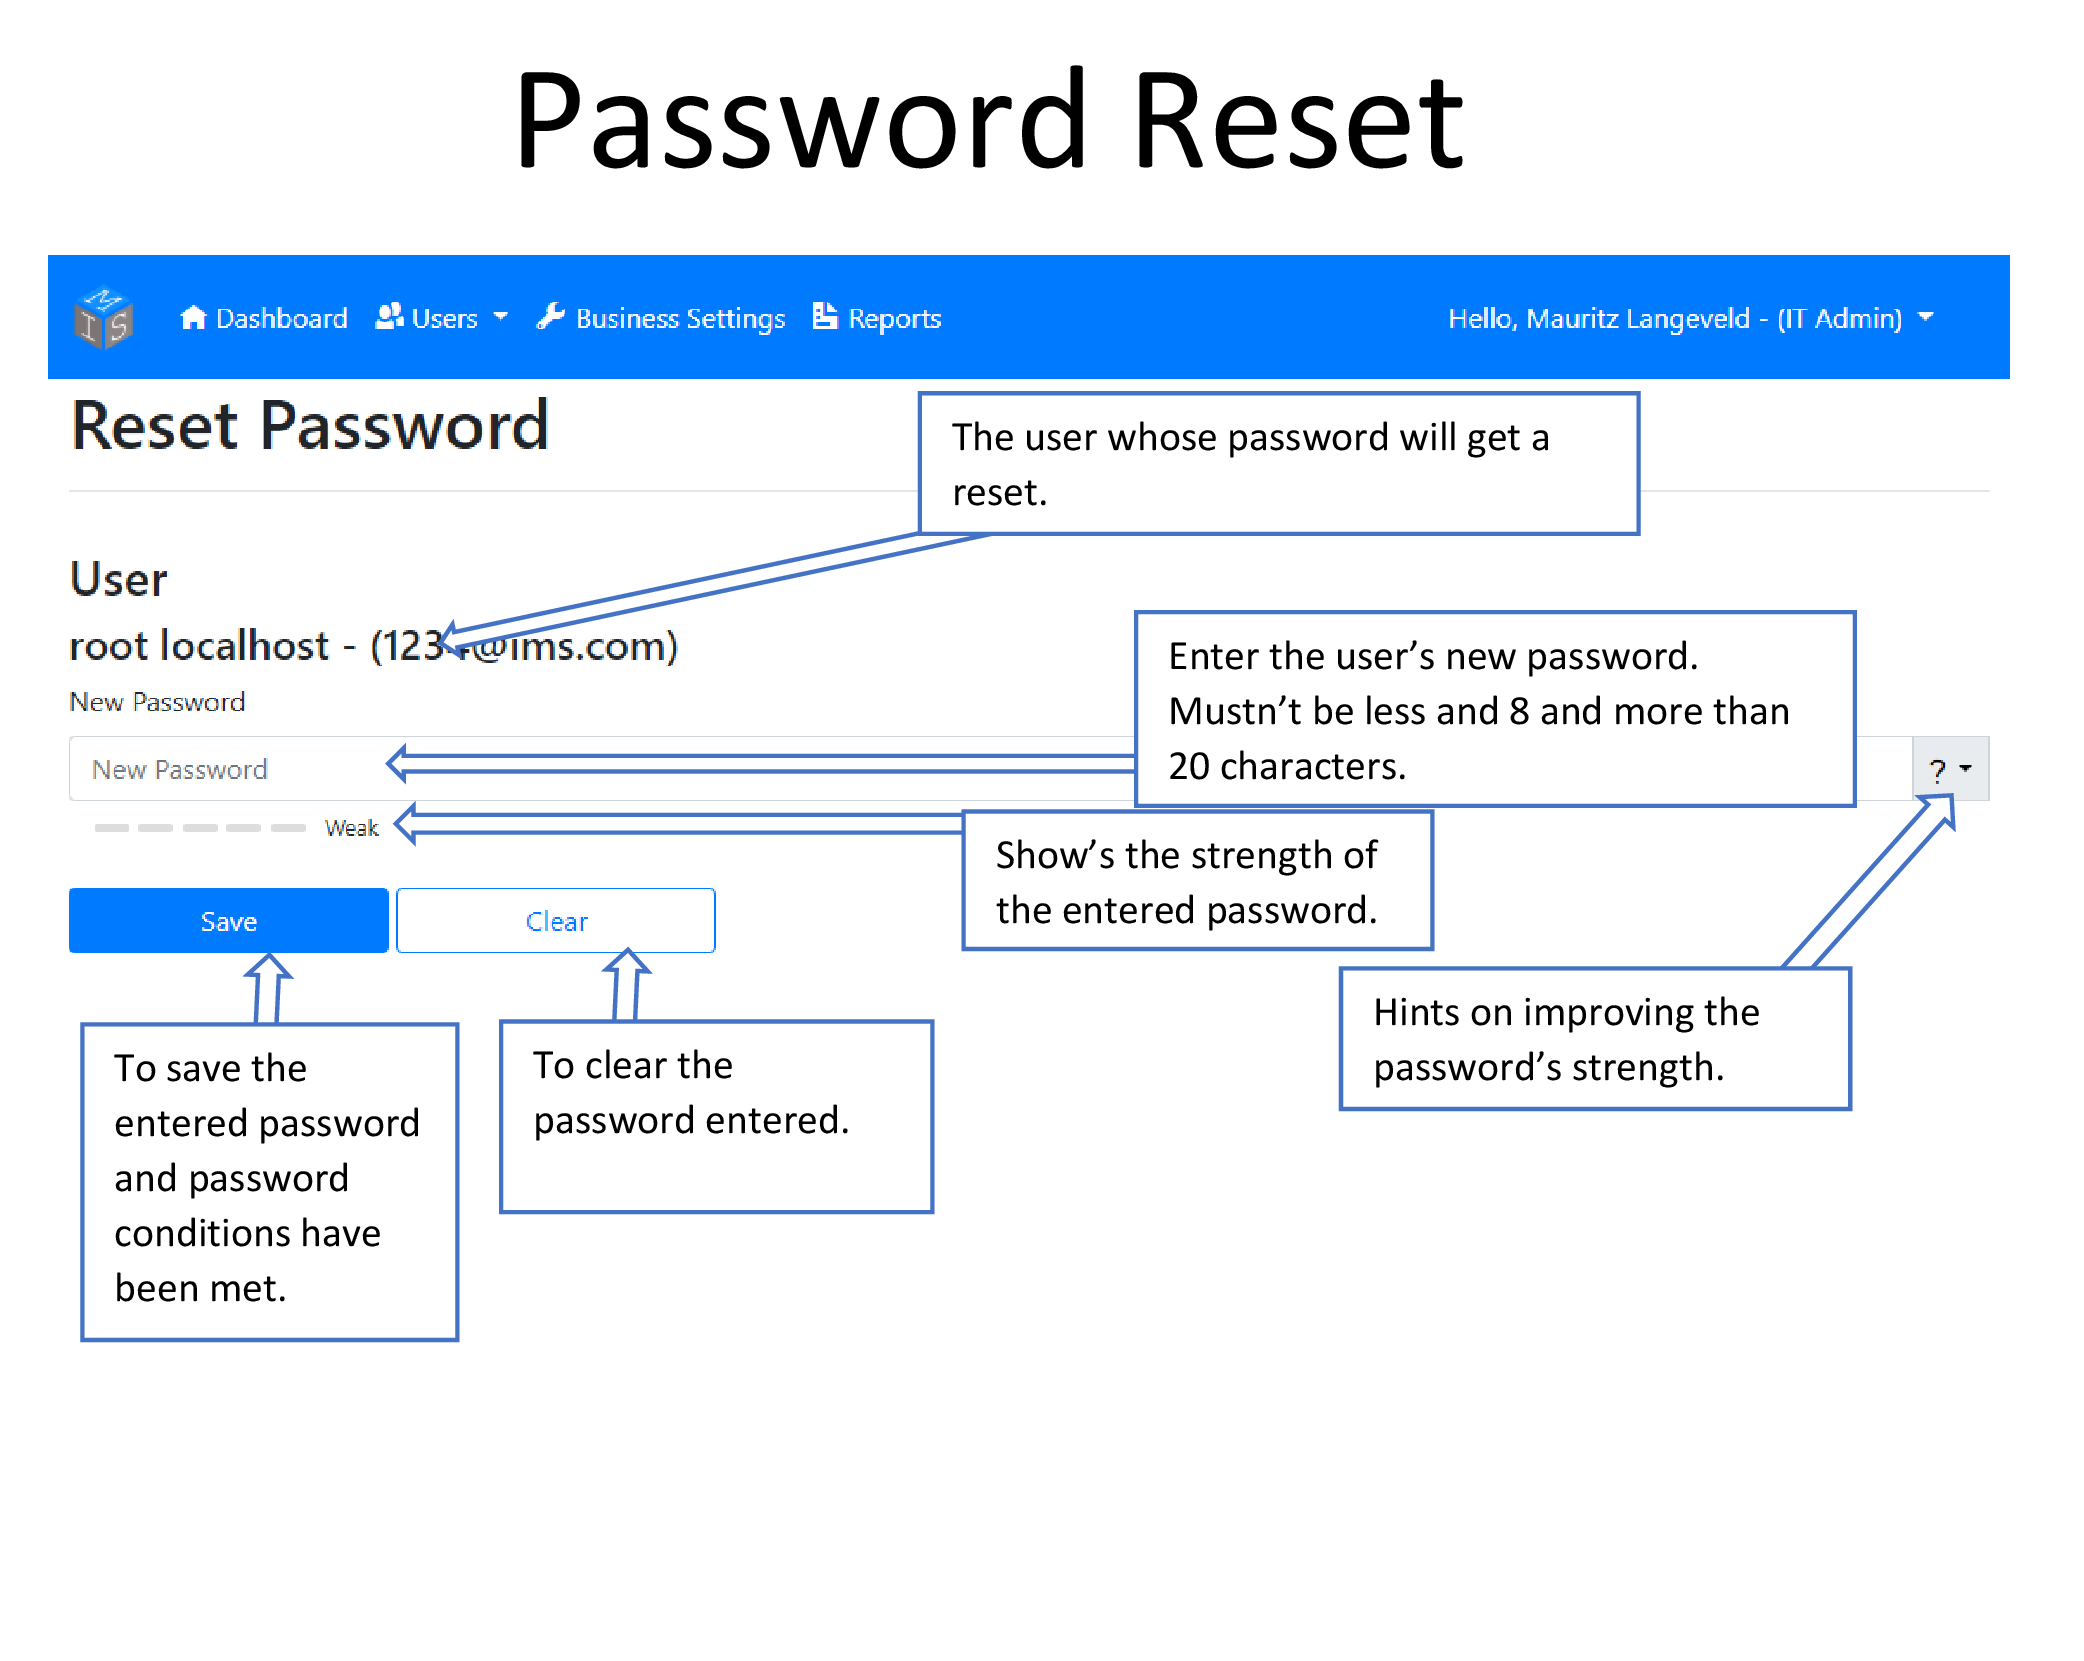 Password Reset
IMS Dashboard Users Business Settings Reports Hello, Mauritz Langeveld - (IT Admin)
Reset Password
The user whose password will get a
reset.
User
root localhost - (1234@ims.com)
New Password
Enter the user’s new password.
Mustn’t be less and 8 and more than
20 characters.
New Password
?
Weak
Show’s the strength of
the entered password.
Save
Clear
Hints on improving the
password’s strength.
To save the
entered password
and password
conditions have
been met.
To clear the
password entered.